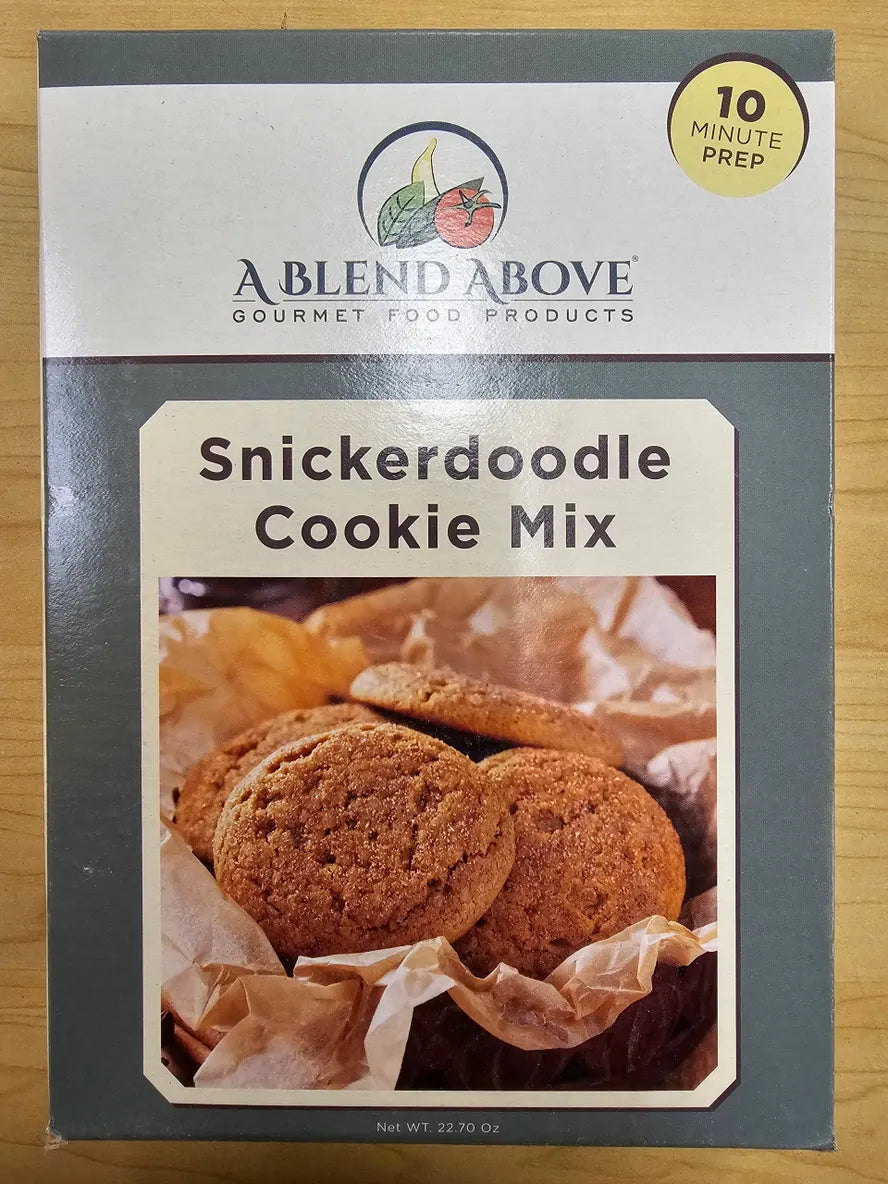 10
MINUTE
PREP
A BLEND ABOVE®
GOURMET FOOD PRODUCTS
Snickerdoodle
Cookie Mix
Net WT. 22.70 Oz